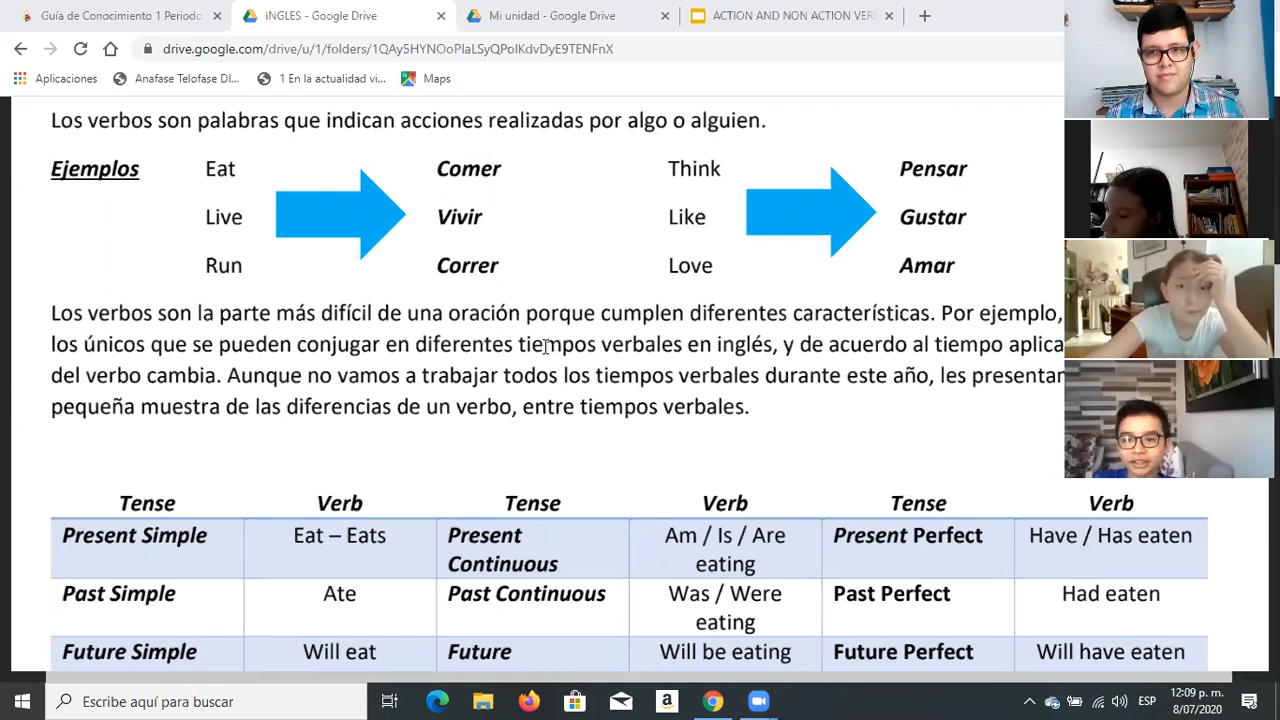 Guía de Conocimiento 1 Periodo
INGLES - Google Drive
Mi unidad - Google Drive
ACTION AND NON ACTION VER
drive.google.com/drive/u/1/folders/1QAy5HYNOoPIaLSyQPoIKdvDyE9TENFnX
Aplicaciones
Anafase Telofase DI...
1 En la actualidad vi...
Maps
Los verbos son palabras que indican acciones realizadas por algo o alguien.
Ejemplos Eat Comer Think Pensar
Live Vivir Like Gustar
Run Correr Love Amar
Los verbos son la parte más difícil de una oración porque cumplen diferentes características. Por ejemplo,
los únicos que se pueden conjugar en diferentes tiempos verbales en inglés, y de acuerdo al tiempo aplica
del verbo cambia. Aunque no vamos a trabajar todos los tiempos verbales durante este año, les presentan
pequeña muestra de las diferencias de un verbo, entre tiempos verbales.
Tense Verb Tense Verb Tense Verb
Present Simple Eat – Eats Present Continuous Am / Is / Are eating Present Perfect Have / Has eaten
Past Simple Ate Past Continuous Was / Were eating Past Perfect Had eaten
Future Simple Will eat Future Will be eating Future Perfect Will have eaten
Escribe aquí para buscar
ESP
12:09 p. m.
8/07/2020